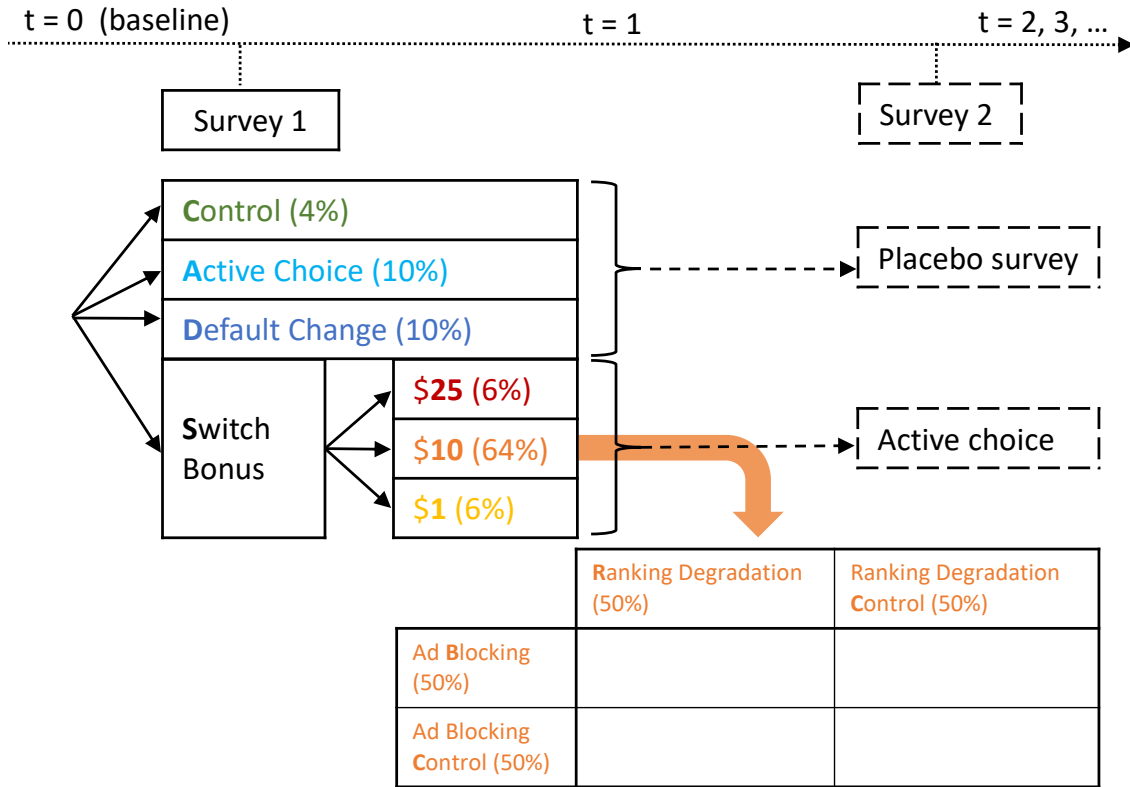 t = 0  (baseline)
t = 1
t = 2, 3, ...
Survey 1
Survey 2
Control (4%)
Active Choice (10%)
Default Change (10%)
Switch
Bonus
$25 (6%)
$10 (64%)
$1 (6%)
Placebo survey
Active choice
Ranking Degradation
(50%)
Ranking Degradation
Control (50%)
Ad Blocking
(50%)
Ad Blocking
Control (50%)